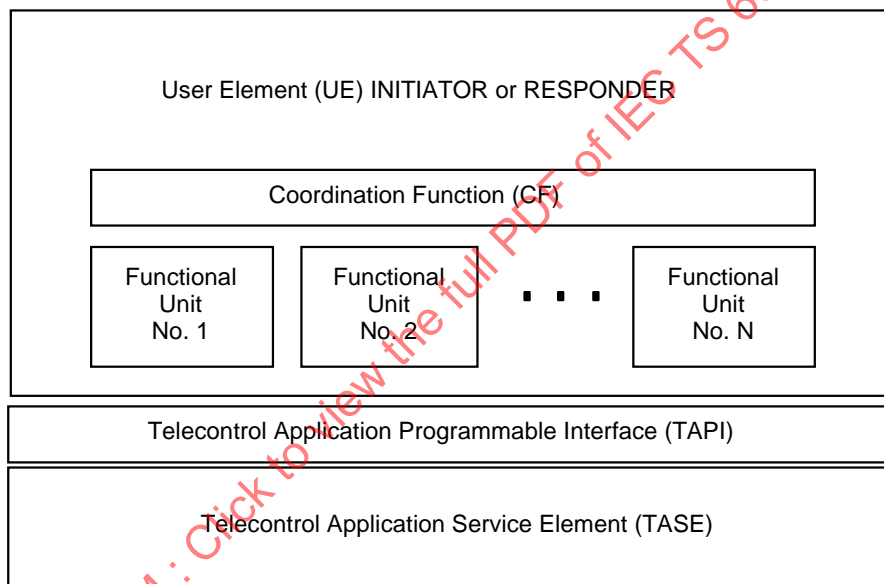 User Element (UE) INITIATOR or RESPONDER
Coordination Function (CF)
Functional
Unit
No. 1
Functional
Unit
No. 2
. . .
Functional
Unit
No. N
Telecontrol Application Programmable Interface (TAPI)
Telecontrol Application Service Element (TASE)
: Click to view the full PDF of IEC TS